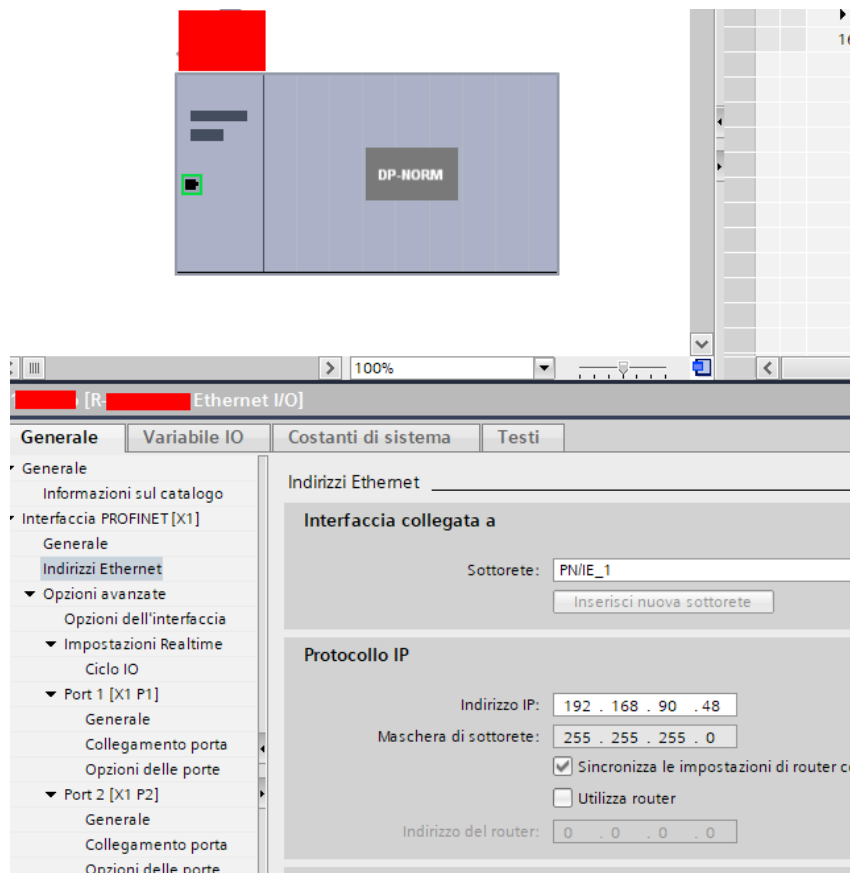 16
DP-NORM
100%
[R- Ethernet I/O]
Generale Variabile IO Costanti di sistema Testi
Generale
Informazioni sul catalogo
Interfaccia PROFINET [X1]
Generale
Indirizzi Ethernet
Opzioni avanzate
Opzioni dell'interfaccia
Impostazioni Realtime
Ciclo IO
Port 1 [X1 P1]
Generale
Collegamento porta
Opzioni delle porte
Port 2 [X1 P2]
Generale
Collegamento porta
Opzioni delle porte
Indirizzi Ethernet
Interfaccia collegata a
Sottorete: PN/IE_1
Inserisci nuova sottorete
Protocollo IP
Indirizzo IP: 192 . 168 . 90 . 48
Maschera di sottorete: 255 . 255 . 255 . 0
Sincronizza le impostazioni di router
Utilizza router
Indirizzo del router: 0 . 0 . 0 . 0